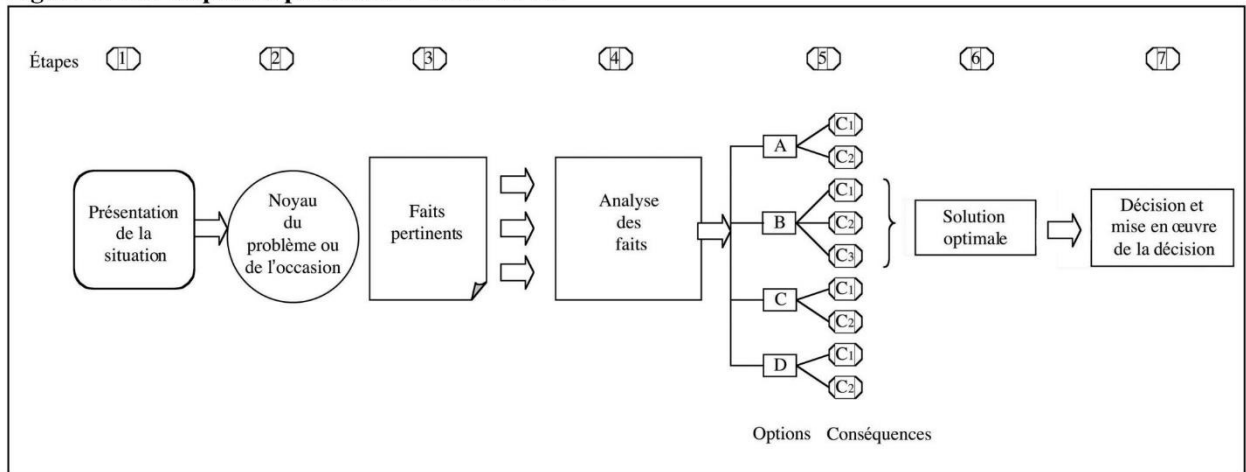 Étapes 1 2 3 4 5 6 7
Présentation
de la
situation
Noyau
du
problème ou
de l'occasion
Faits
pertinents
Analyse
des
faits
A
C1
C2
B
C1
C2
C3
C
C1
C2
D
C1
C2
Solution
optimale
Décision et
mise en œuvre
de la décision
Options Conséquences